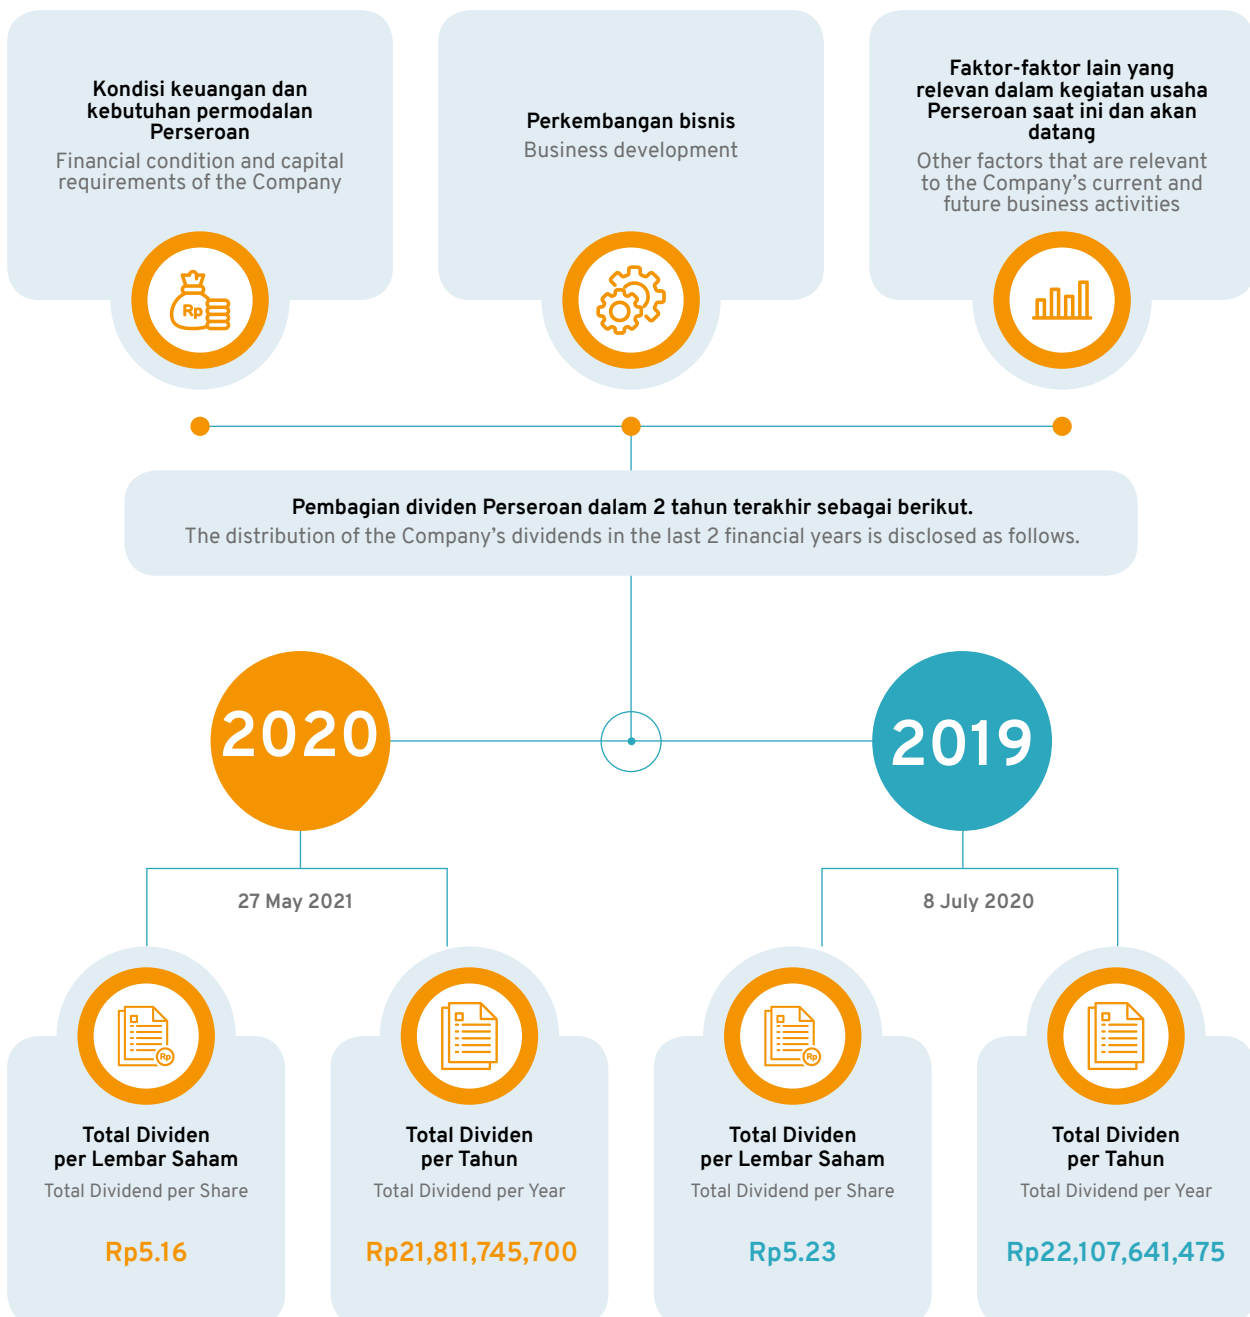 Kondisi keuangan dan
kebutuhan permodalan
Perseroan
Financial condition and capital
requirements of the Company
Rp
Perkembangan bisnis
Business development
Faktor-faktor lain yang
relevan dalam kegiatan usaha
Perseroan saat ini dan akan
datang
Other factors that are relevant
to the Company’s current and
future business activities
Pembagian dividen Perseroan dalam 2 tahun terakhir sebagai berikut.
The distribution of the Company’s dividends in the last 2 financial years is disclosed as follows.
2020
27 May 2021
Rp
Total Dividen
per Lembar Saham
Total Dividend per Share
Rp5.16
Total Dividen
per Tahun
Total Dividend per Year
Rp21,811,745,700
2019
8 July 2020
Rp
Total Dividen
per Lembar Saham
Total Dividend per Share
Rp5.23
Total Dividen
per Tahun
Total Dividend per Year
Rp22,107,641,475